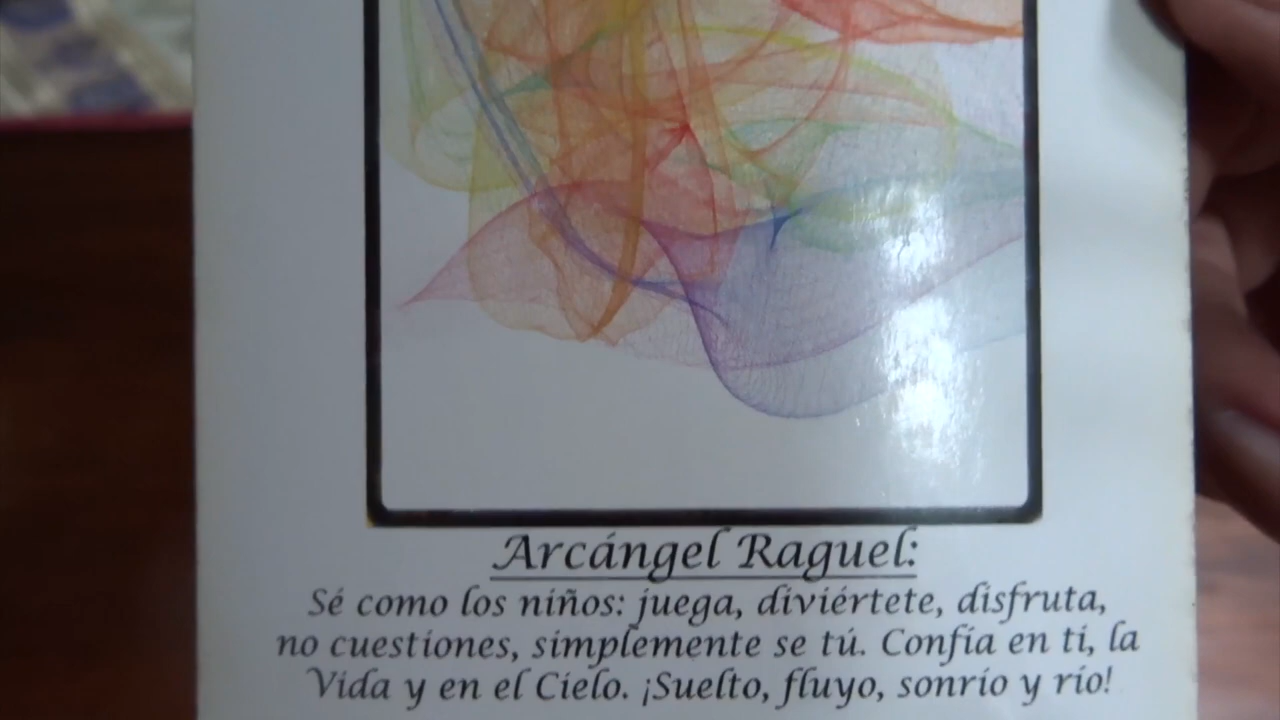 Arcángel Raguel:
Sé como los niños: juega, diviértete, disfruta,
no cuestiones, simplemente se tú. Confía en ti, la
Vida y en el Cielo. ¡Suelto, fluyo, sonrío y río!